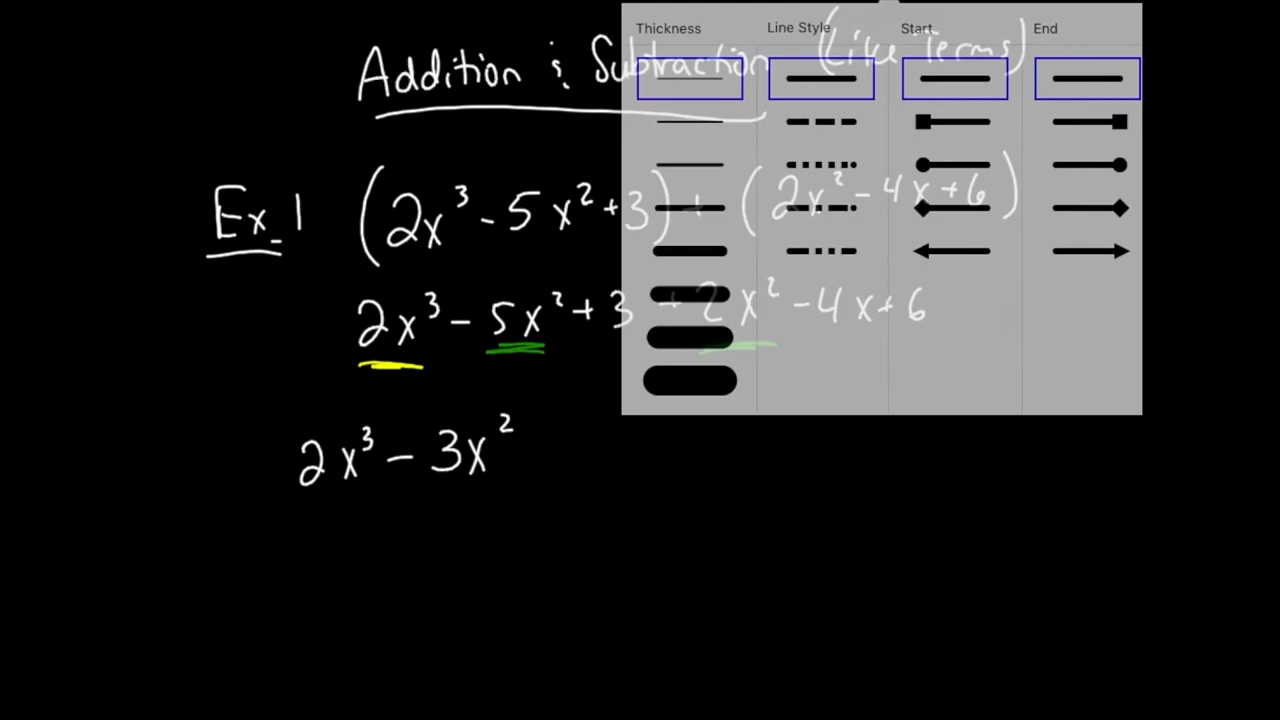 Thickness Line Style Start End
Addition & Subtraction (Like Terms)
Ex. 1 (2x³ - 5x² + 3) + (2x² - 4x + 6)
2x³ - 5x² + 3 + 2x² - 4x + 6
2x³ - 3x²